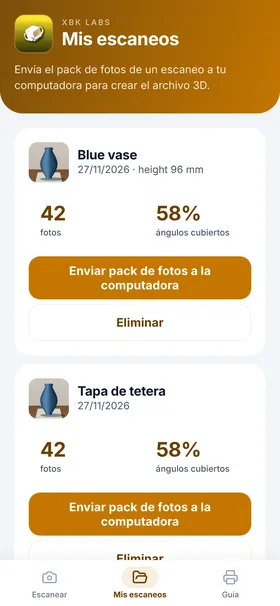 XBK LABS
Mis escaneos
Envía el pack de fotos de un escaneo a tu
computadora para crear el archivo 3D.
Blue vase
27/11/2026 · height 96 mm
42
58%
fotos
ángulos cubiertos
Enviar pack de fotos a la
computadora
Eliminar
Tapa de tetera
27/11/2026
42
58%
fotos
ángulos cubiertos
Enviar pack de fotos a la
computadora
Eliminar
Escanear
Mis escaneos
Guía